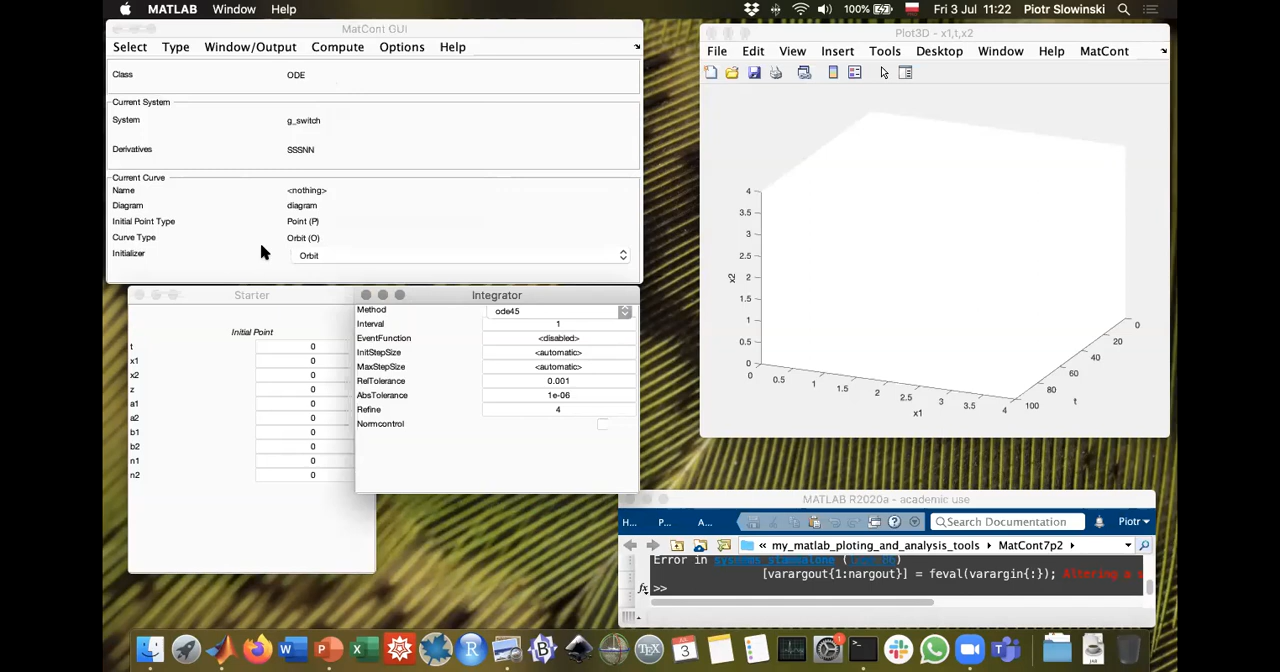 MATLAB Window Help 100% Fri 3 Jul 11:22 Piotr Slowinski
MatCont GUI
Select Type Window/Output Compute Options Help
Class ODE
Current System
System g_switch
Derivatives SSSNN
Current Curve
Name <nothing>
Diagram diagram
Initial Point Type Point (P)
Curve Type Orbit (O)
Initializer Orbit
Starter
Initial Point
t 0
x1 0
x2 0
z 0
a1 0
a2 0
b1 0
b2 0
n1 0
n2 0
Integrator
Method ode45
Interval 1
EventFunction <disabled>
InitStepSize <automatic>
MaxStepSize <automatic>
RelTolerance 0.001
AbsTolerance 1e-06
Refine 4
Normcontrol
Plot3D - x1,t,x2
File Edit View Insert Tools Desktop Window Help MatCont
4
3.5
3
2.5
2
1.5
1
0.5
0
x2
0 0.5 1 1.5 2 2.5 3 3.5 4
x1
100 80 60 40 20 0
t
MATLAB R2020a - academic use
H... P... A... Search Documentation Piotr
« my_matlab_ploting_and_analysis_tools MatCont7p2
Error in systems_standalone
[varargout{1:nargout}] = feval(varargin{:}); Altering a
fx >>
W P X R B TEX 3